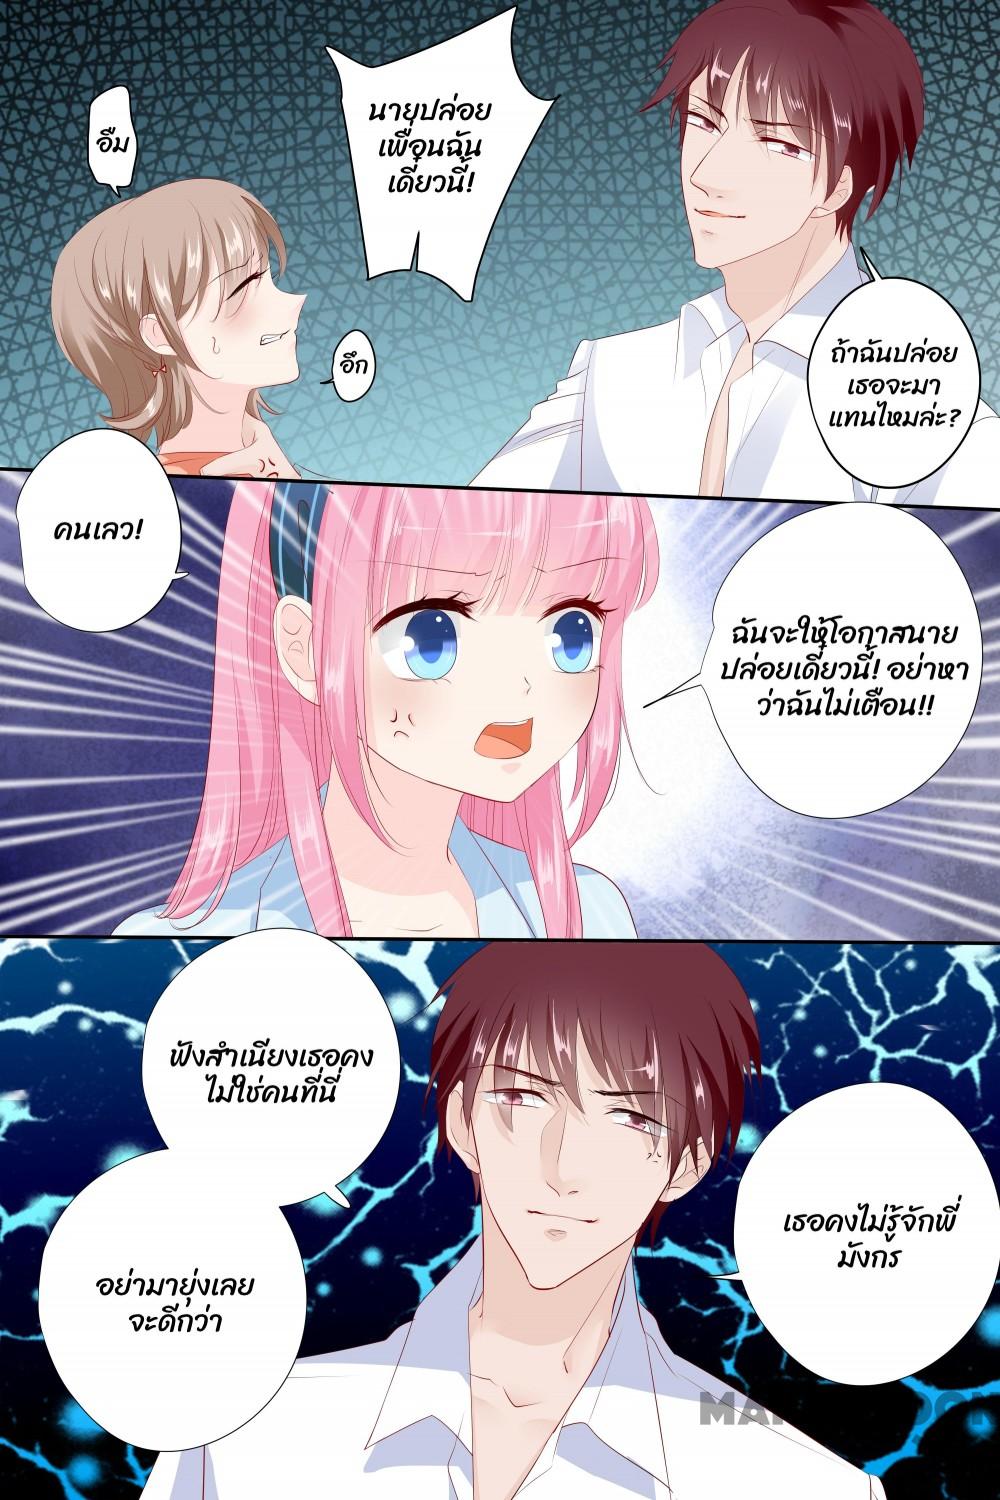 อืม
นายปล่อย
เพื่อนฉัน
เดี๋ยวนี้!
อึก
ถ้าฉันปล่อย
เธอจะมา
แทนไหมล่ะ?
คนเลว!
ฉันจะให้โอกาสนาย
ปล่อยเดี๋ยวนี้! อย่าหา
ว่าฉันไม่เตือน!!
ฟังสำเนียงเธอคง
ไม่ใช่คนที่นี่
อย่ามายุ่งเลย
จะดีกว่า
เธอคงไม่รู้จักพี่
มังกร